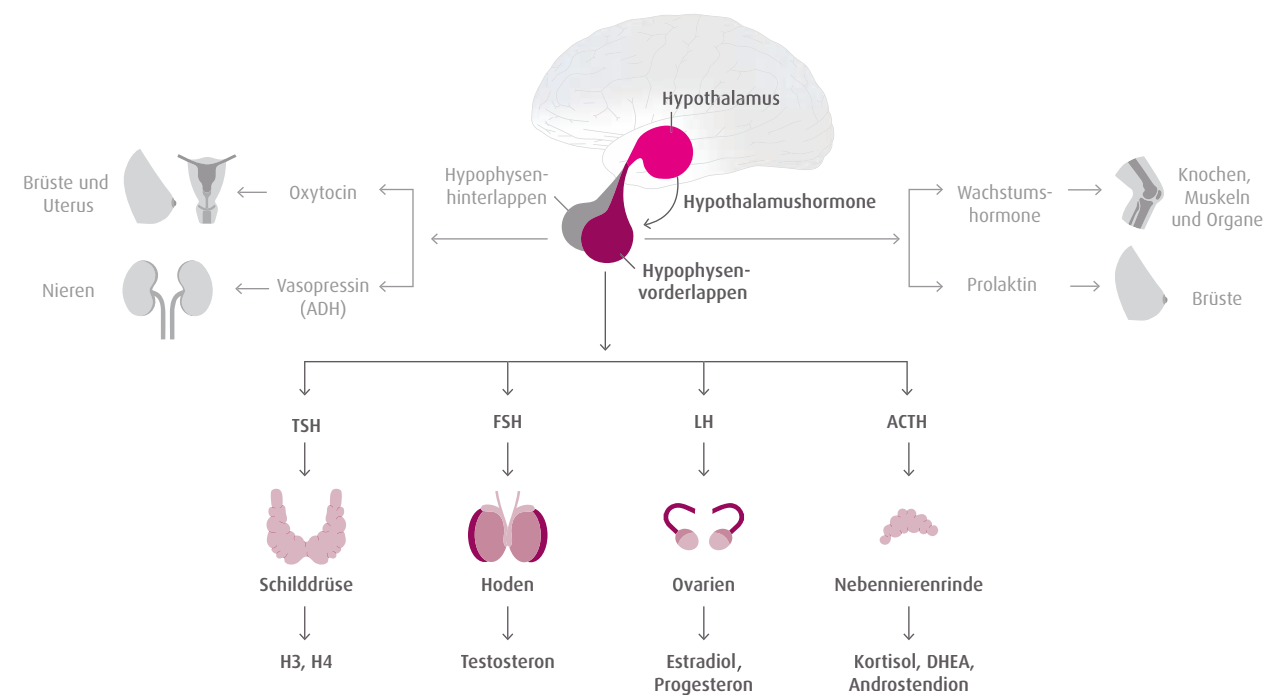 Hypothalamus
Hypophysen-
hinterlappen
Hypothalamushormone
Hypophysen-
vorderlappen
Brüste und
Uterus
Oxytocin
Nieren
Vasopressin
(ADH)
Wachstums-
hormone
Knochen,
Muskeln
und Organe
Prolaktin
Brüste
TSH
FSH
LH
ACTH
Schilddrüse
Hoden
Ovarien
Nebennierenrinde
H3, H4
Testosteron
Estradiol,
Progesteron
Kortisol, DHEA,
Androstendion